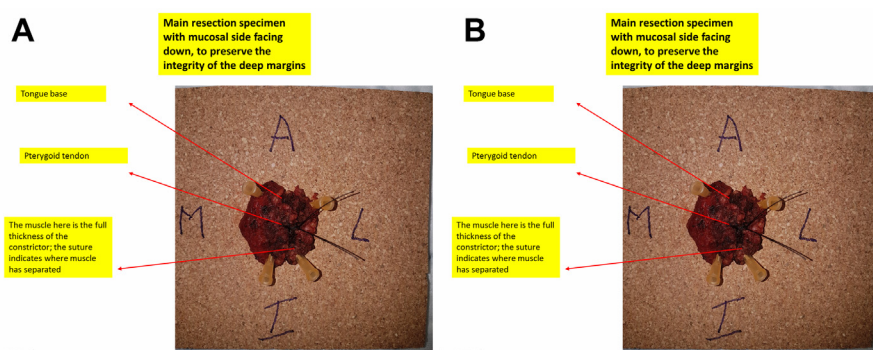 A
Main resection specimen
with mucosal side facing
down, to preserve the
integrity of the deep margins
Tongue base
Pterygoid tendon
The muscle here is the full
thickness of the
constrictor; the suture
indicates where muscle
has separated
A
M
L
I
B
Main resection specimen
with mucosal side facing
down, to preserve the
integrity of the deep margins
Tongue base
Pterygoid tendon
The muscle here is the full
thickness of the
constrictor; the suture
indicates where muscle
has separated
A
M
L
I